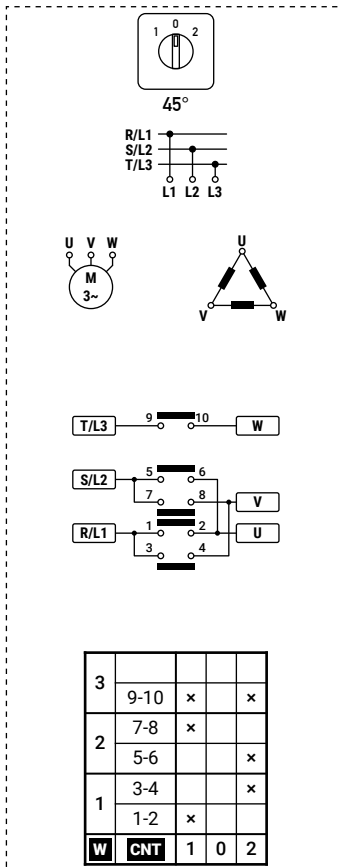 1 0 2
45°
R/L1
S/L2
T/L3
L1 L2 L3
U V W
M
3~
U
V W
T/L3 9 10 W
S/L2 5 6
7 8 V
R/L1 1 2 U
3 4
3
9-10 × ×
2 7-8 ×
5-6 ×
1 3-4 ×
1-2 ×
W CNT 1 0 2